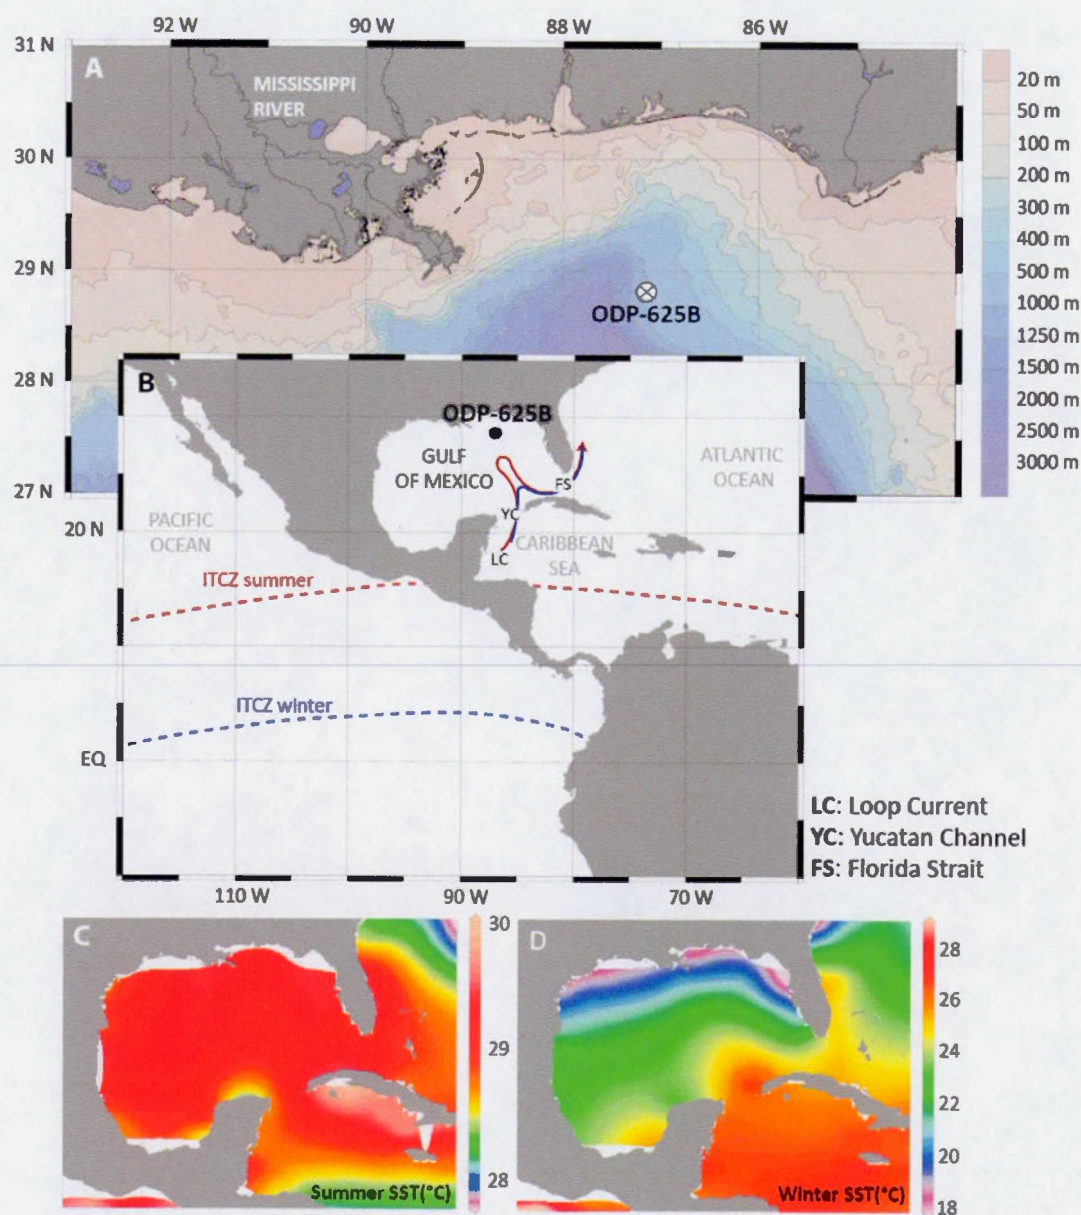 92 W 90 W 88 W 86 W
31 N
A
MISSISSIPPI
RIVER
30 N
29 N
28 N
27 N
ODP-625B
20 m
50 m
100 m
200 m
300 m
400 m
500 m
1000 m
1250 m
1500 m
2000 m
2500 m
3000 m
B
ODP-625B
GULF
OF MEXICO
ATLANTIC
OCEAN
FS
YC
LC
CARIBBEAN
SEA
PACIFIC
OCEAN
20 N
ITCZ summer
ITCZ winter
EQ
110 W 90 W 70 W
LC: Loop Current
YC: Yucatan Channel
FS: Florida Strait
C
Summer SST(°C)
30
29
28
D
Winter SST(°C)
28
26
24
22
20
18